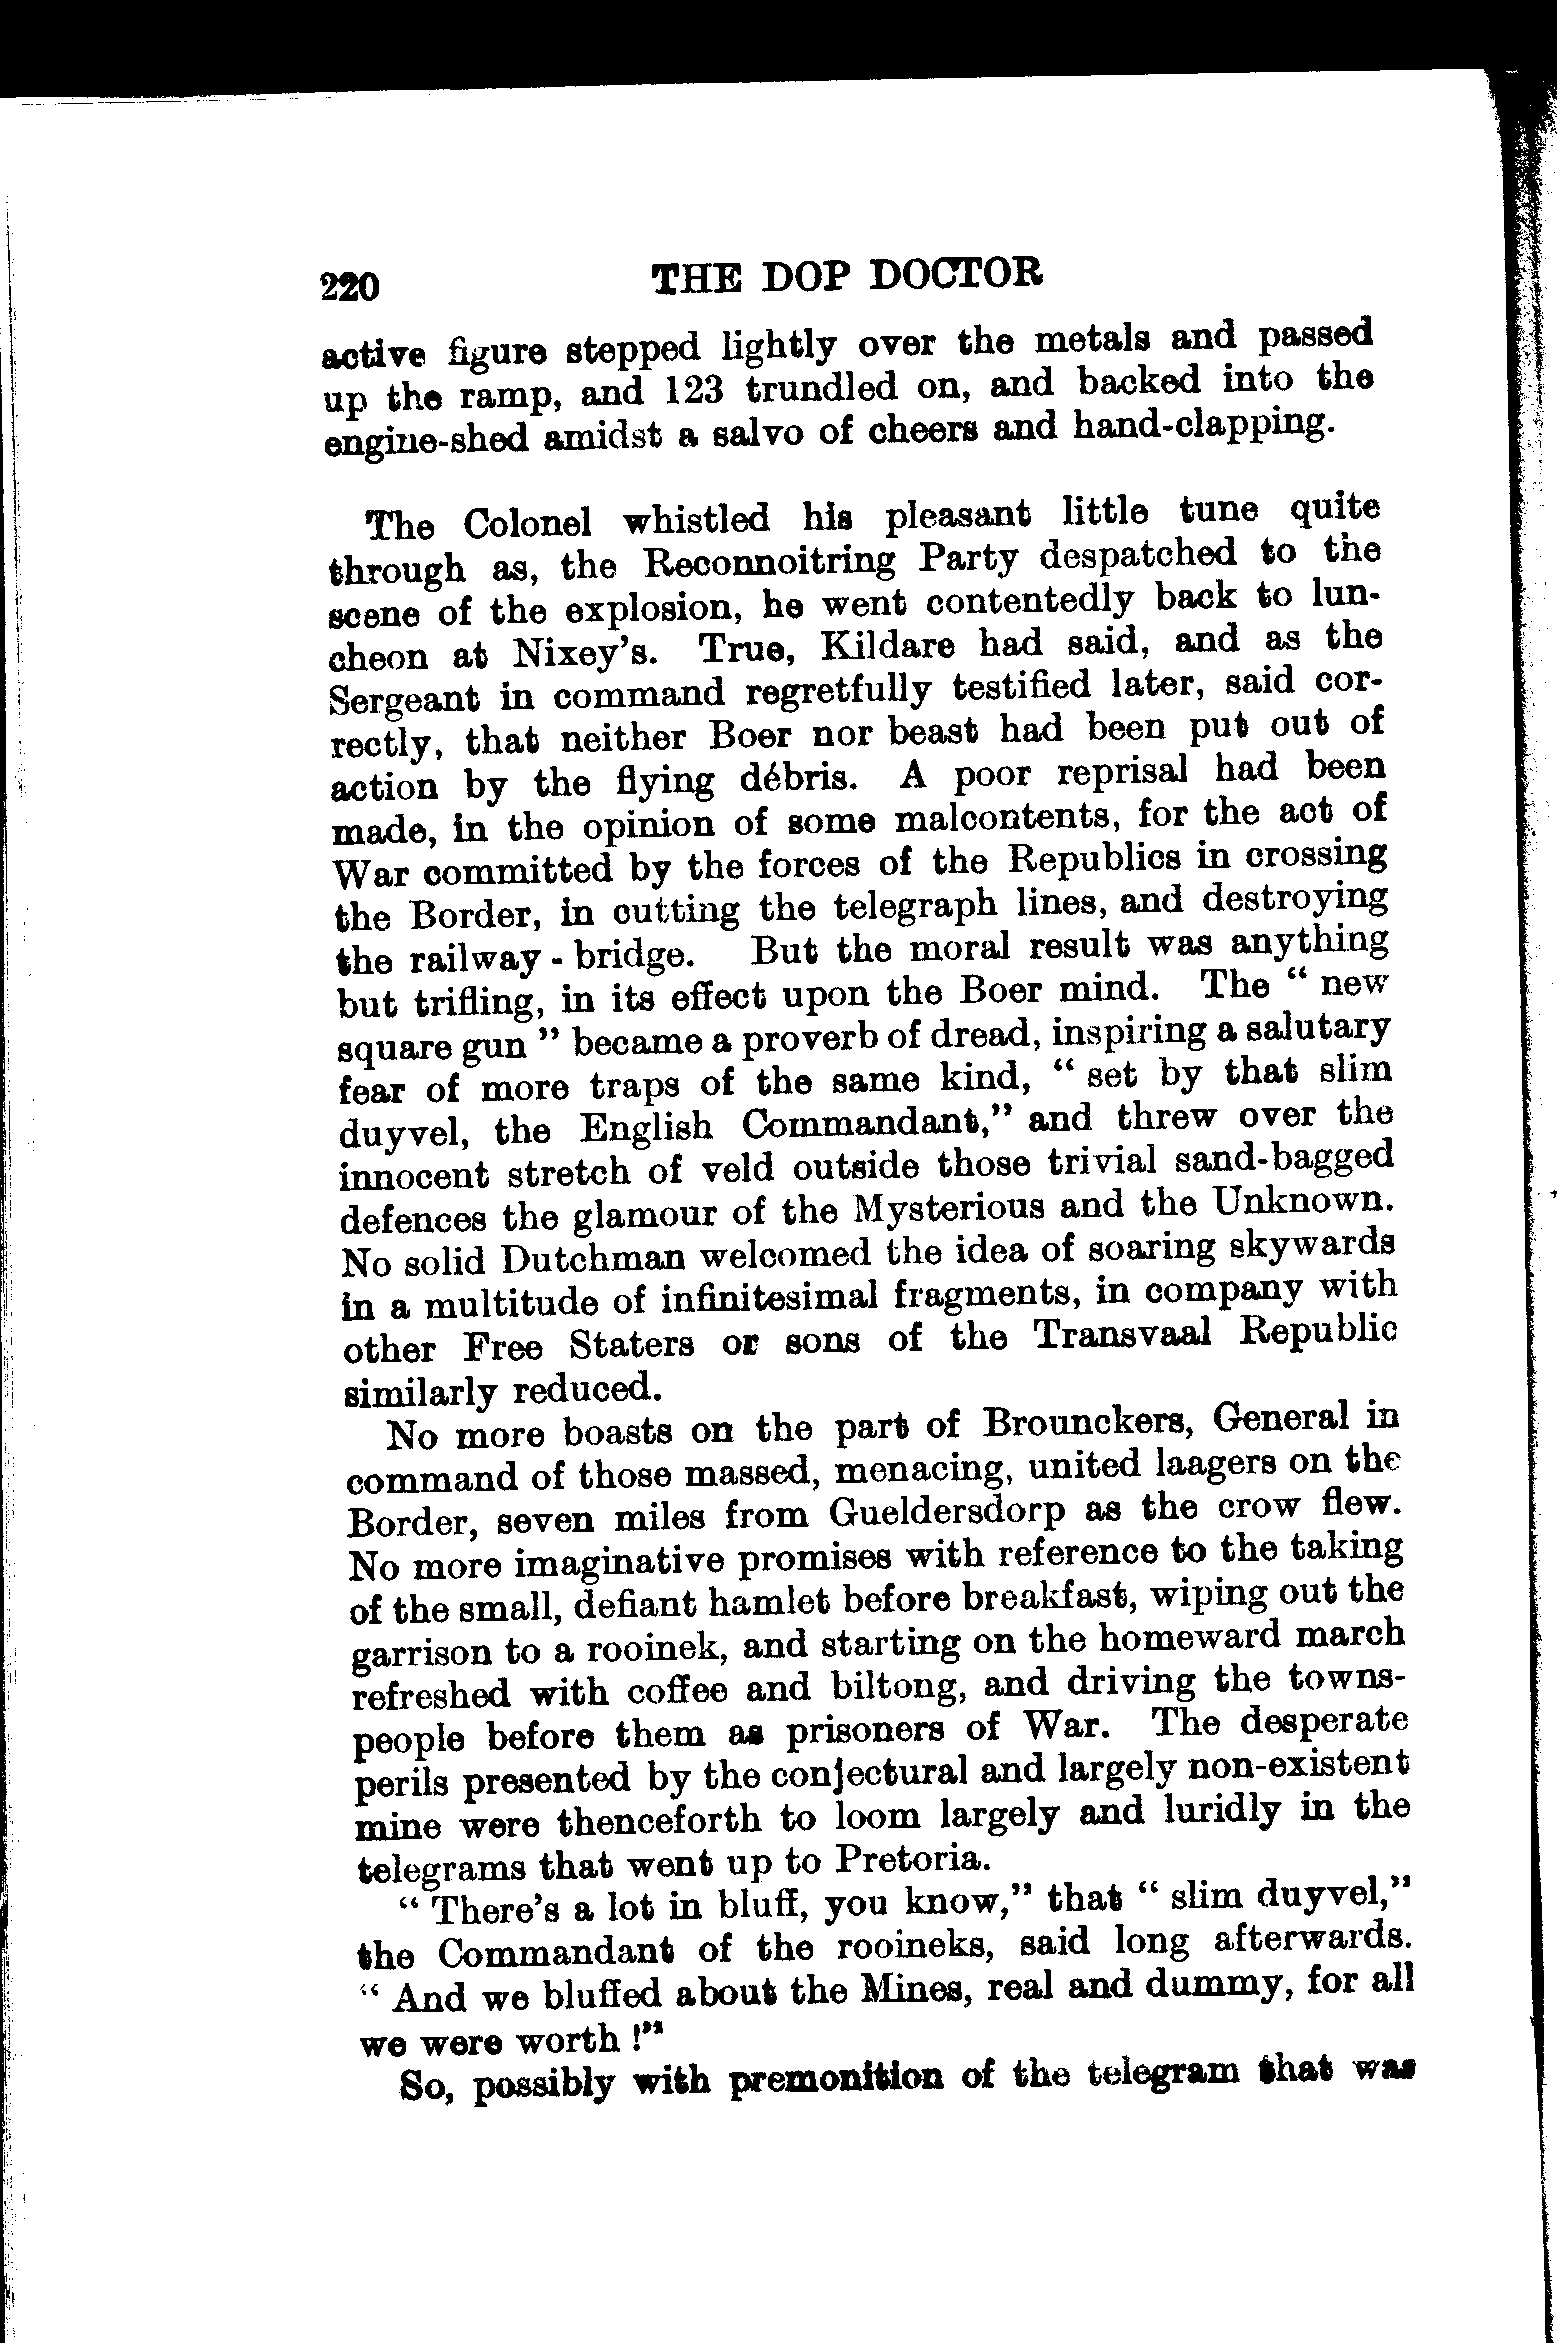 220 THE DOP DOCTOR
active figure stepped lightly over the metals and passed
up the ramp, and 123 trundled on, and backed into the
engine-shed amidst a salvo of cheers and hand-clapping.
The Colonel whistled his pleasant little tune quite
through as, the Reconnoitring Party despatched to the
scene of the explosion, he went contentedly back to lun-
cheon at Nixey's. True, Kildare had said, and as the
Sergeant in command regretfully testified later, said cor-
rectly, that neither Boer nor beast had been put out of
action by the flying débris. A poor reprisal had been
made, in the opinion of some malcontents, for the act of
War committed by the forces of the Republics in crossing
the Border, in cutting the telegraph lines, and destroying
the railway-bridge. But the moral result was anything
but trifling, in its effect upon the Boer mind. The " new
square gun " became a proverb of dread, inspiring a salutary
fear of more traps of the same kind, " set by that slim
duyvel, the English Commandant," and threw over the
innocent stretch of veld outside those trivial sand-bagged
defences the glamour of the Mysterious and the Unknown.
No solid Dutchman welcomed the idea of soaring skywards
in a multitude of infinitesimal fragments, in company with
other Free Staters or sons of the Transvaal Republic
similarly reduced.
No more boasts on the part of Brounckers, General in
command of those massed, menacing, united laagers on the
Border, seven miles from Gueldersdorp as the crow flew.
No more imaginative promises with reference to the taking
of the small, defiant hamlet before breakfast, wiping out the
garrison to a rooinek, and starting on the homeward march
refreshed with coffee and biltong, and driving the towns-
people before them as prisoners of War. The desperate
perils presented by the conjectural and largely non-existent
mine were thenceforth to loom largely and luridly in the
telegrams that went up to Pretoria.
" There's a lot in bluff, you know," that " slim duyvel,"
the Commandant of the rooineks, said long afterwards.
" And we bluffed about the Mines, real and dummy, for all
we were worth !"
So, possibly with premonition of the telegram that was